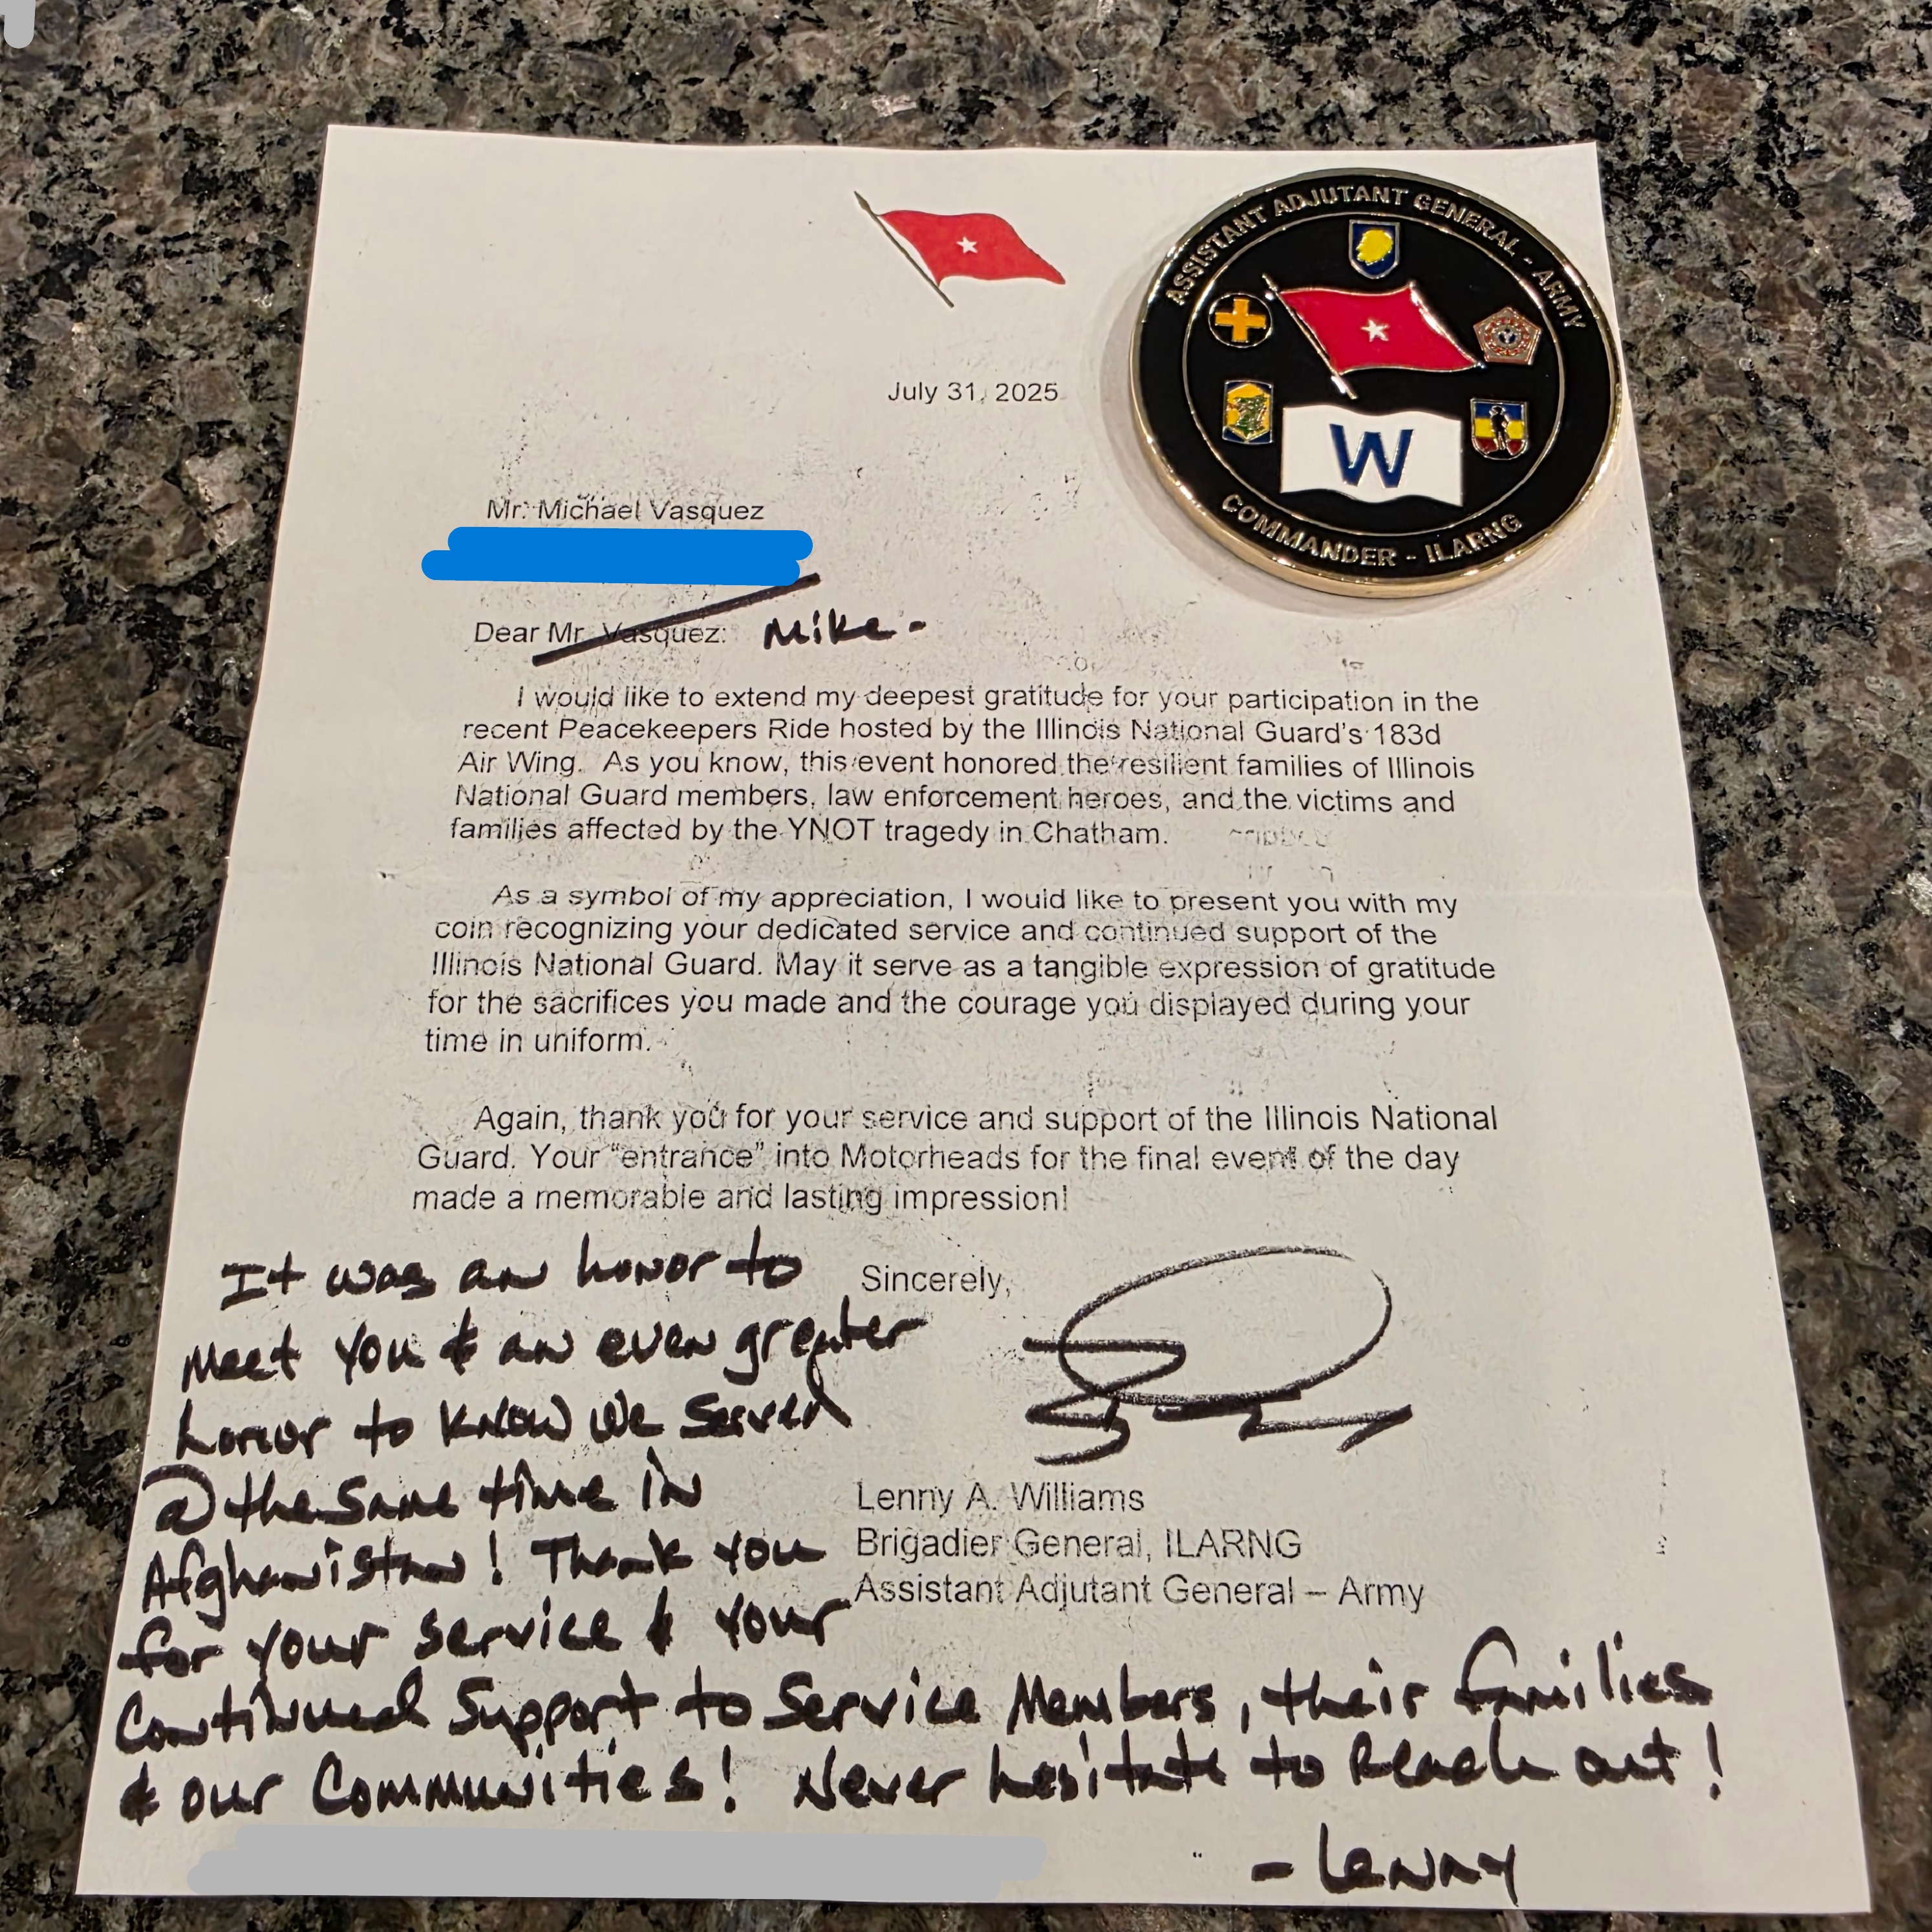 ASSISTANT ADJUTANT GENERAL - ARMY
W
COMMANDER - ILARNG
July 31, 2025
Mr. Michael Vasquez
Dear Mr. Vasquez: Mike-
I would like to extend my deepest gratitude for your participation in the
recent Peacekeepers Ride hosted by the Illinois National Guard's 183d
Air Wing. As you know, this event honored the resilient families of Illinois
National Guard members, law enforcement heroes, and the victims and
families affected by the YNOT tragedy in Chatham.
As a symbol of my appreciation, I would like to present you with my
coin recognizing your dedicated service and continued support of the
Illinois National Guard. May it serve as a tangible expression of gratitude
for the sacrifices you made and the courage you displayed during your
time in uniform.
Again, thank you for your service and support of the Illinois National
Guard. Your “entrance” into Motorheads for the final event of the day
made a memorable and lasting impression!
Sincerely,
Lenny A. Williams
Brigadier General, ILARNG
Assistant Adjutant General – Army
It was an honor to
meet you & an even greater
honor to know we served
@ the same time in
Afghanistan! Thank you
for your service & your
Continued Support to Service Members, their families
& our Communities! Never hesitate to Reach out!
- Lenny